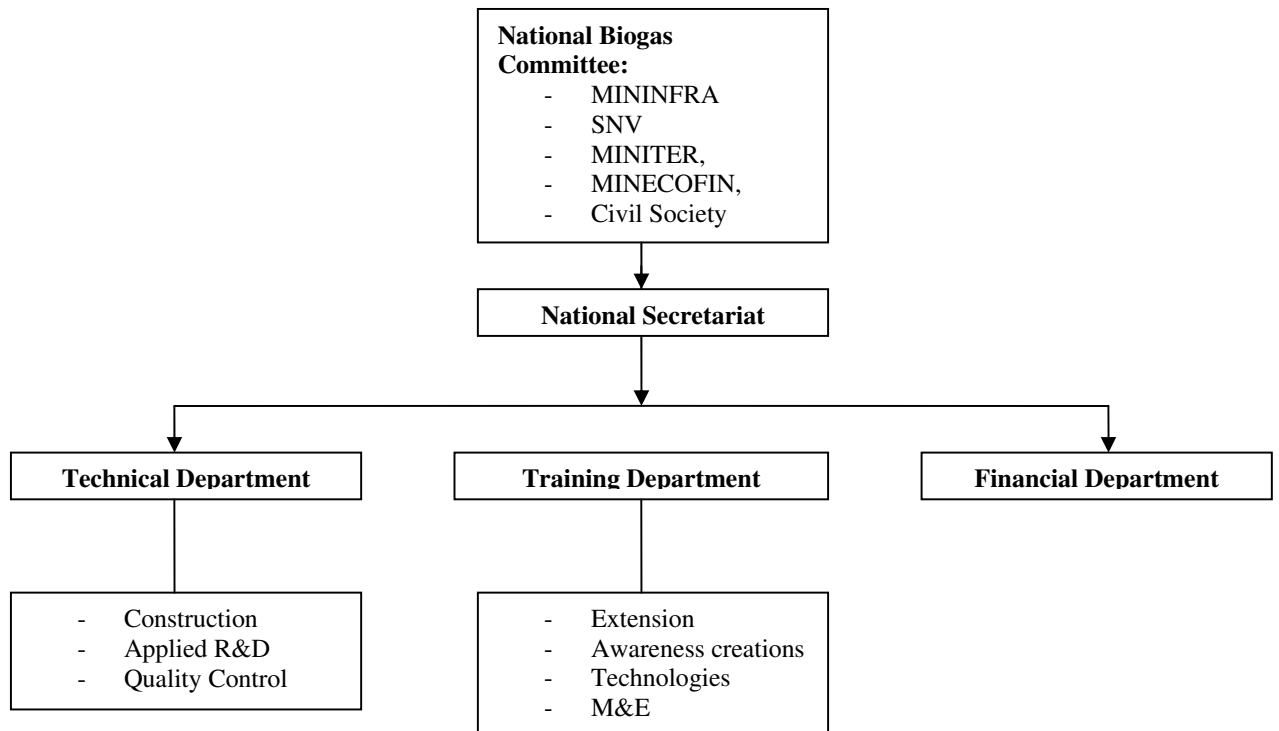 National Biogas
Committee:
- MININFRA
- SNV
- MINITER,
- MINECOFIN,
- Civil Society
National Secretariat
Technical Department
Training Department
Financial Department
- Construction
- Applied R&D
- Quality Control
- Extension
- Awareness creations
- Technologies
- M&E